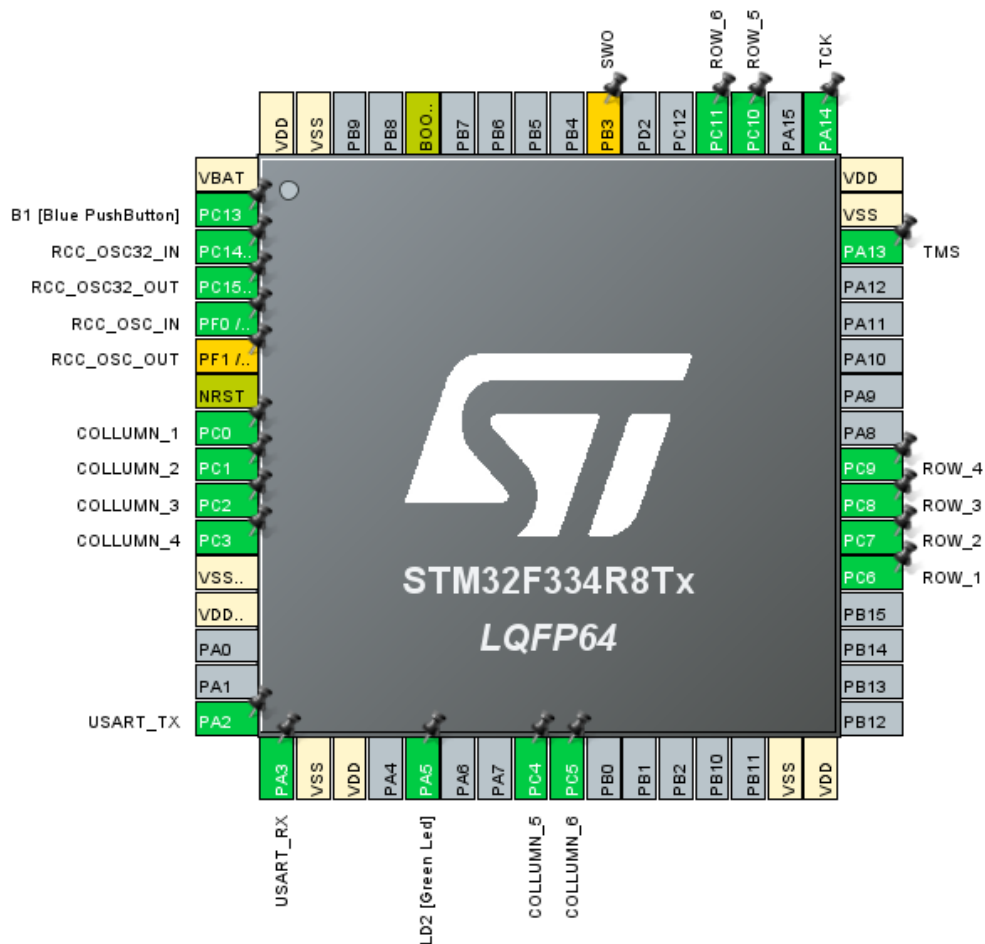 SWO
ROW_6
ROW_5
TCK
VDD
VSS
PB9
PB8
BOO..
PB7
PB6
PB5
PB4
PB3
PD2
PC12
PC11
PC10
PA15
PA14
VBAT
VDD
B1 [Blue PushButton] PC13
VSS
RCC_OSC32_IN PC14..
PA13 TMS
RCC_OSC32_OUT PC15..
PA12
RCC_OSC_IN PF0 /..
PA11
RCC_OSC_OUT PF1 /..
PA10
NRST
PA9
COLLUMN_1 PC0
PA8
COLLUMN_2 PC1
PC9 ROW_4
COLLUMN_3 PC2
PC8 ROW_3
COLLUMN_4 PC3
PC7 ROW_2
VSS..
PC6 ROW_1
VDD..
PB15
PA0
PB14
PA1
PB13
USART_TX PA2
PB12
ST
STM32F334R8Tx
LQFP64
PA3
VSS
VDD
PA4
PA5
PA6
PA7
PC4
PC5
PB0
PB1
PB2
PB10
PB11
VSS
VDD
USART_RX
LD2 [Green Led]
COLLUMN_5
COLLUMN_6